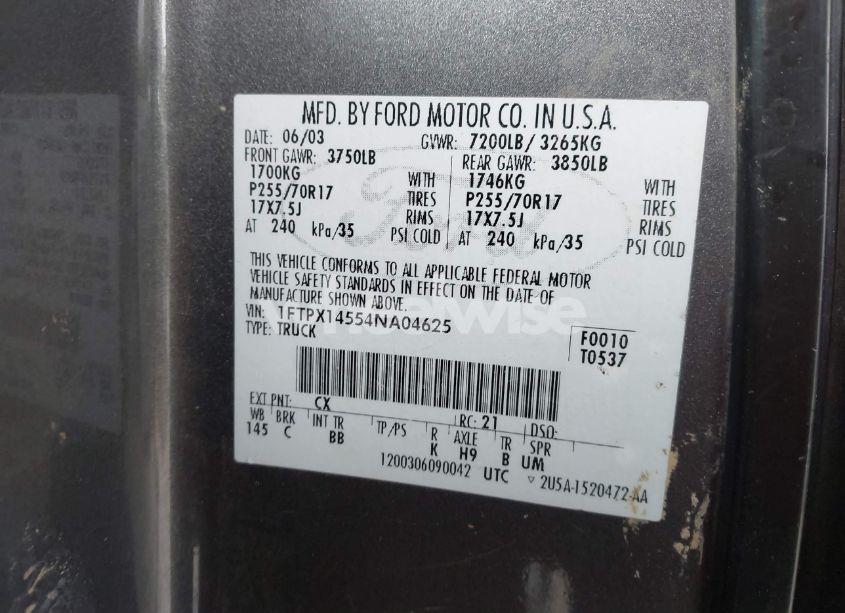 MFD. BY FORD MOTOR CO. IN U.S.A.
DATE: 06/03 GVWR: 7200LB/ 3265KG
FRONT GAWR: 3750LB REAR GAWR: 3850LB
1700KG WITH 1746KG WITH
P255/70R17 TIRES P255/70R17 TIRES
17X7.5J RIMS 17X7.5J RIMS
AT 240 kPa/35 PSI COLD AT 240 kPa/35 PSI COLD
THIS VEHICLE CONFORMS TO ALL APPLICABLE FEDERAL MOTOR
VEHICLE SAFETY STANDARDS IN EFFECT ON THE DATE OF
MANUFACTURE SHOWN ABOVE.
VIN: 1FTPX14554NA04625
TYPE: TRUCK
F0010
T0537
EXT PNT: CX RC: 21 DSO:
WB BRK INT TR TP/PS R AXLE TR SPR
145 C BB K H9 B UM
1200306090042 UTC ▽ 2U5A-1520472-AA
Ford